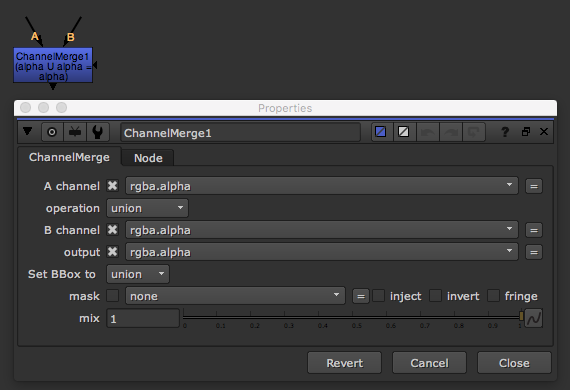 A B
ChannelMerge1
(alpha U alpha =
alpha)
Properties
ChannelMerge1 ?
ChannelMerge Node
A channel rgba.alpha =
operation union
B channel rgba.alpha =
output rgba.alpha =
Set BBox to union
mask none = inject invert fringe
mix 1
0 0.1 0.2 0.3 0.4 0.5 0.6 0.7 0.8 0.9 1
Revert Cancel Close